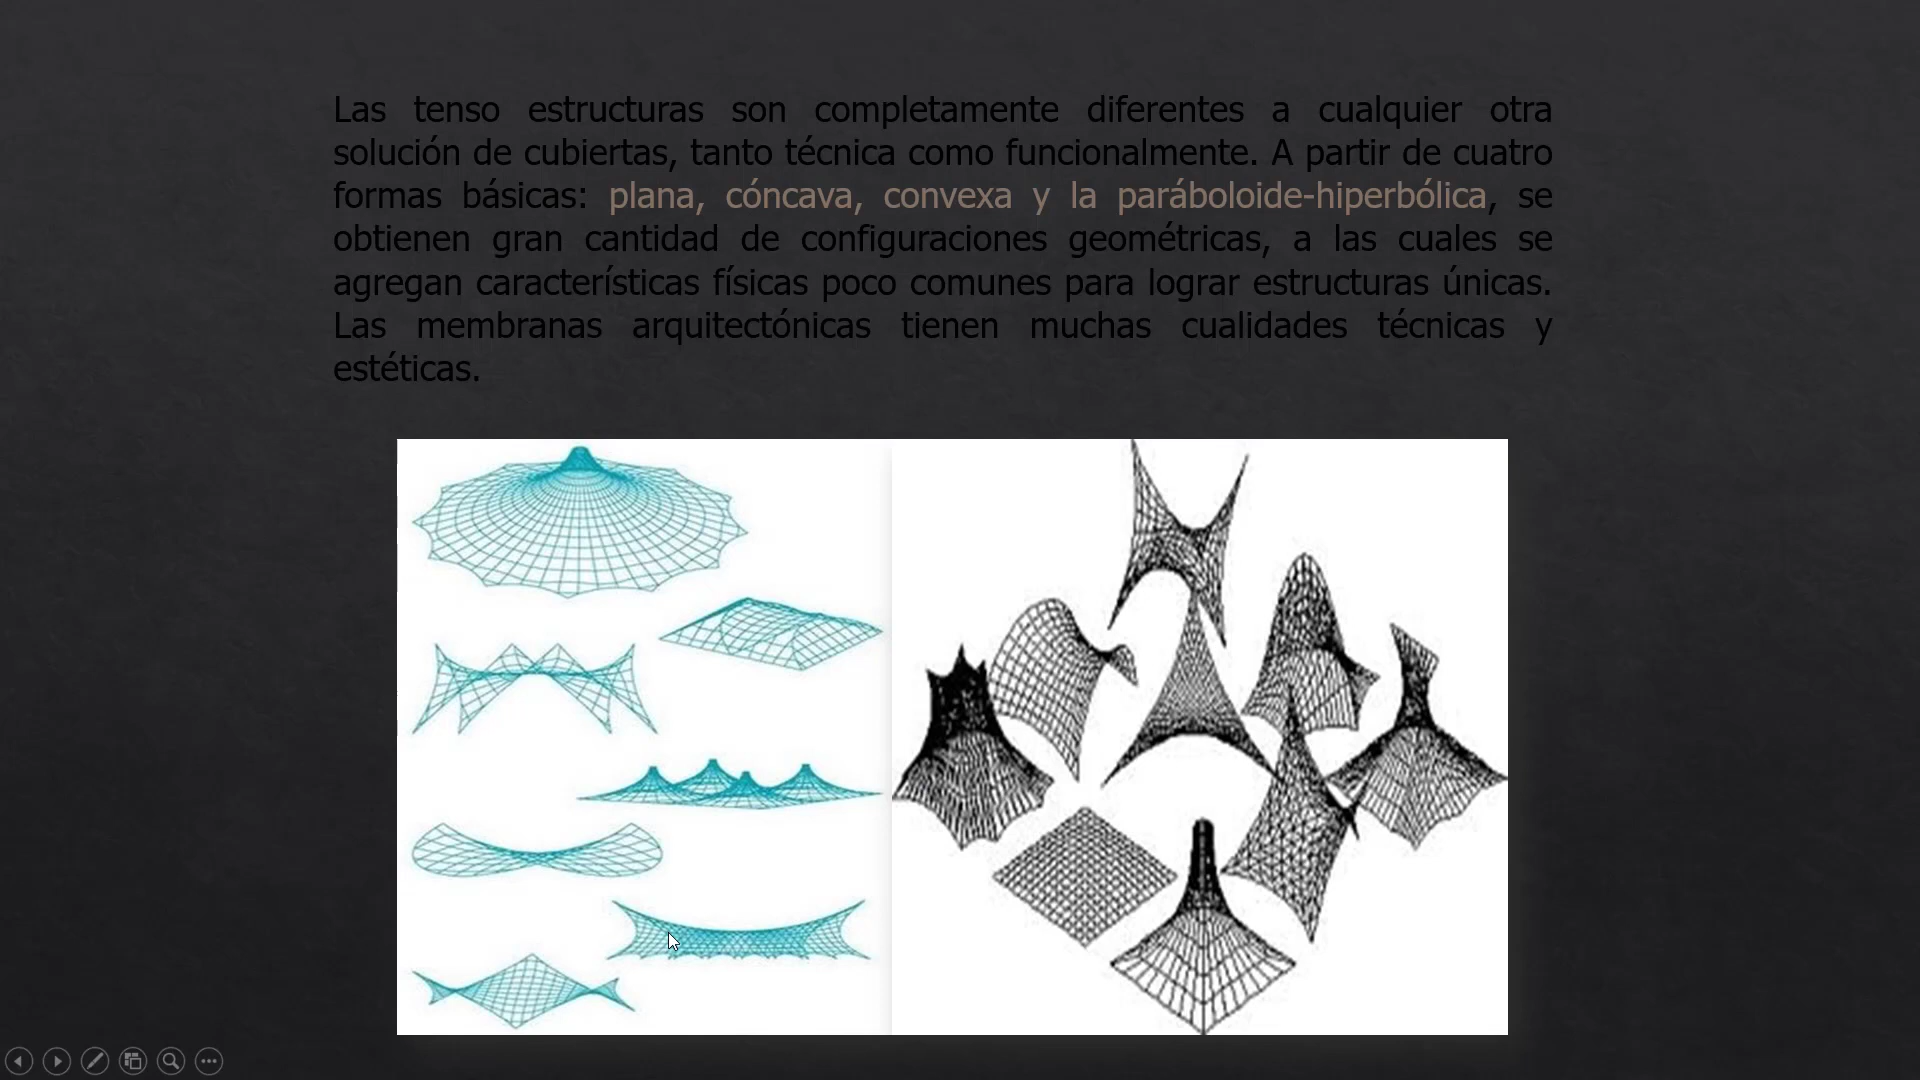 Las tenso estructuras son completamente diferentes a cualquier otra
solución de cubiertas, tanto técnica como funcionalmente. A partir de cuatro
formas básicas: plana, cóncava, convexa y la paráboloide-hiperbólica, se
obtienen gran cantidad de configuraciones geométricas, a las cuales se
agregan características físicas poco comunes para lograr estructuras únicas.
Las membranas arquitectónicas tienen muchas cualidades técnicas y
estéticas.